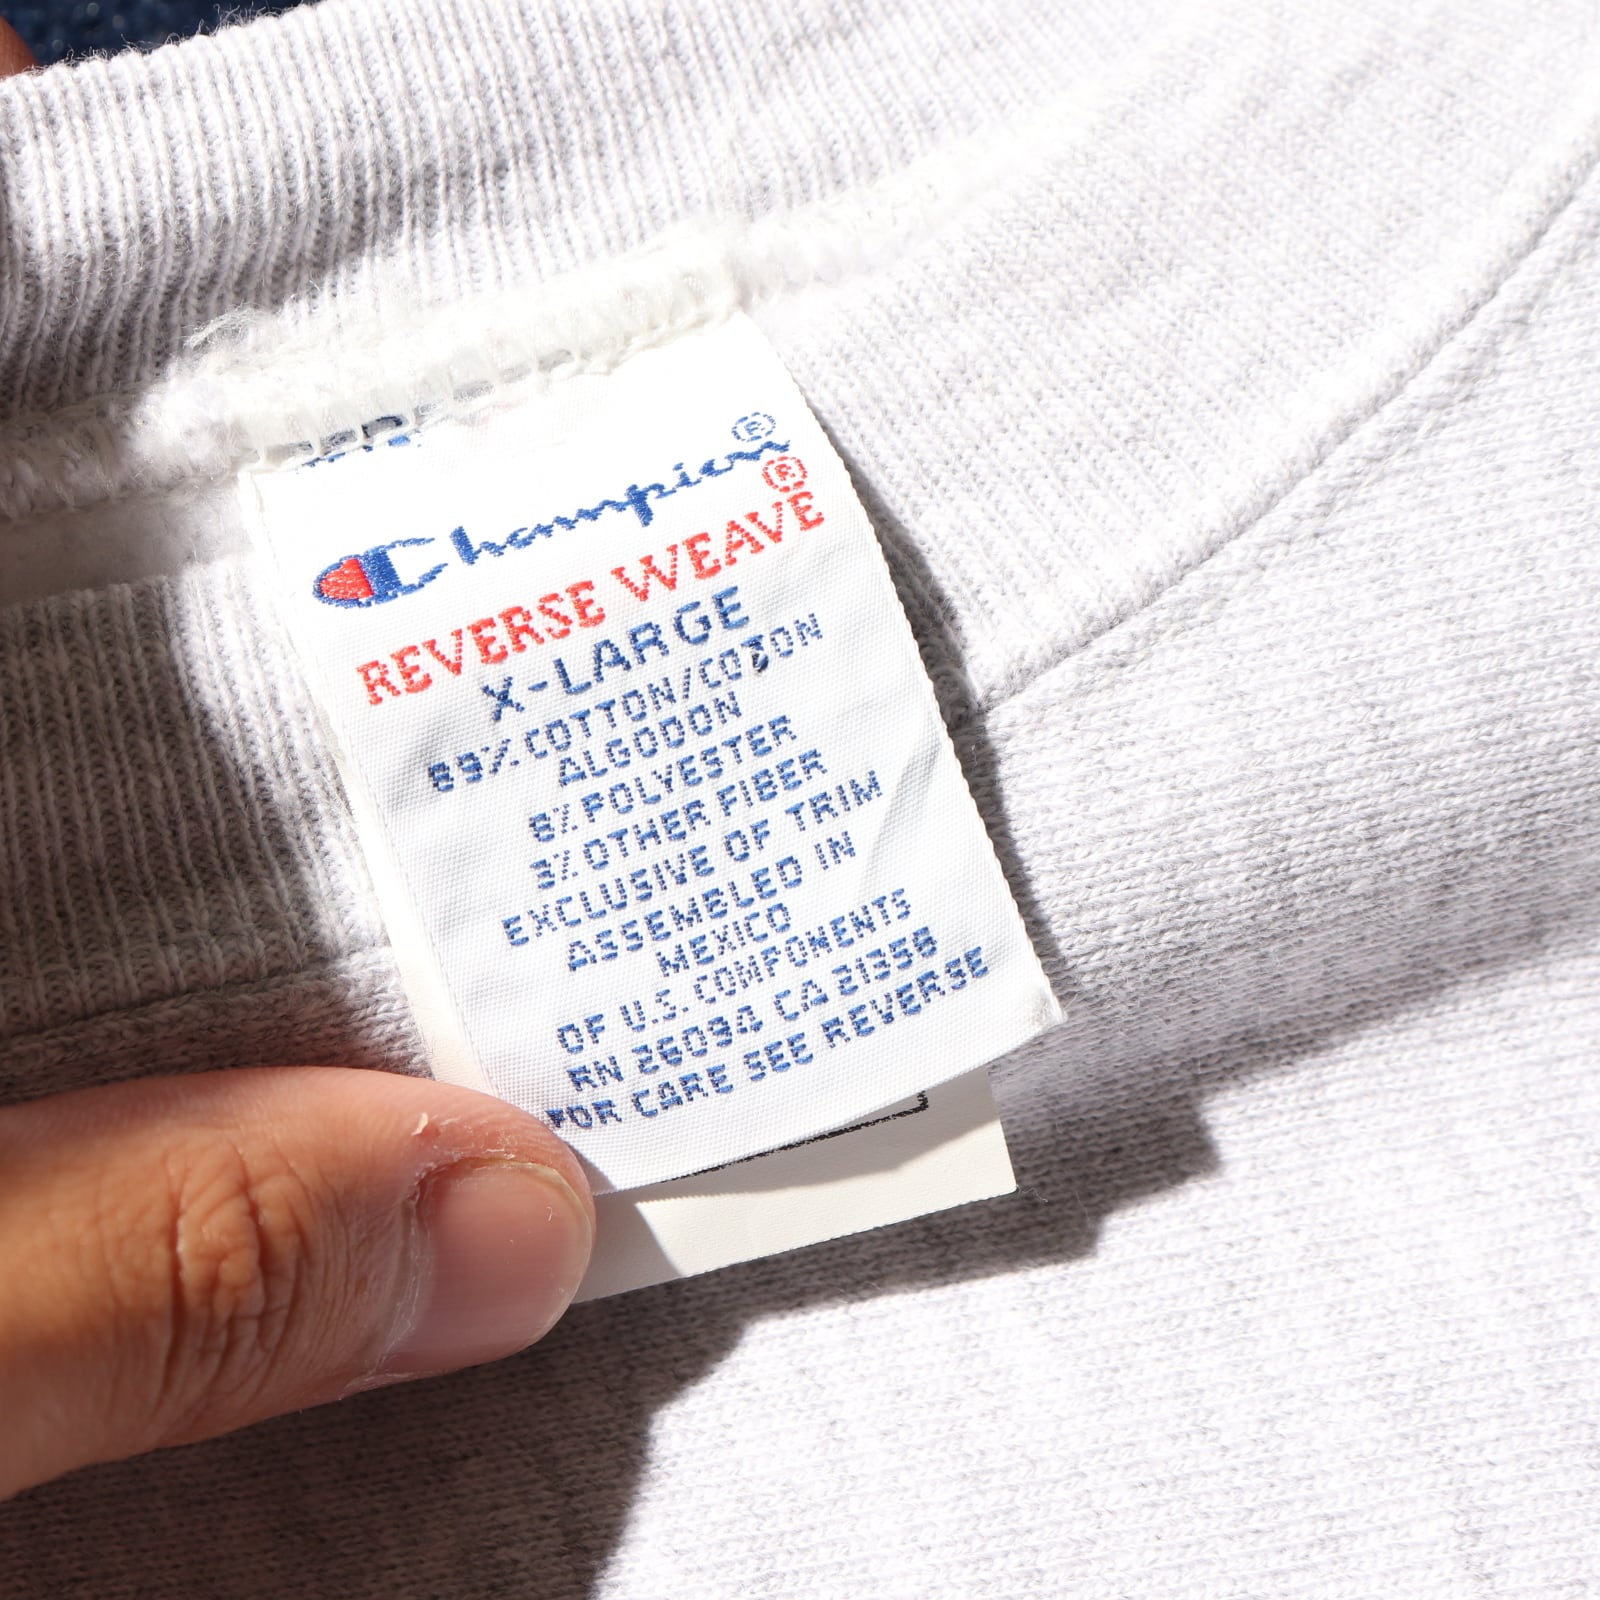 Champion®
REVERSE WEAVE®
X-LARGE
89% COTTON/COTON
ALGODON
8% POLYESTER
3% OTHER FIBER
EXCLUSIVE OF TRIM
ASSEMBLED IN
MEXICO
OF U.S. COMPONENTS
RN 26094 CA 21359
FOR CARE SEE REVERSE